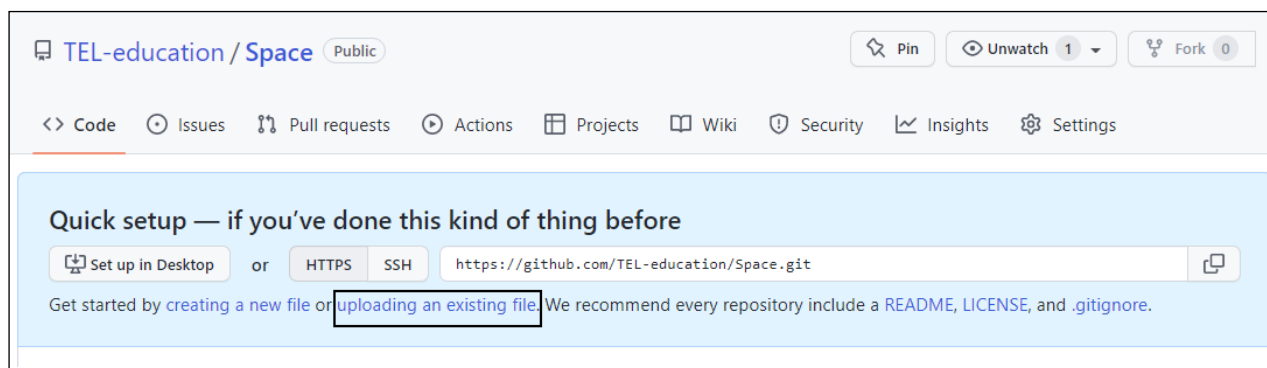 TEL-education / Space Public Pin Unwatch 1 Fork 0
Code Issues Pull requests Actions Projects Wiki Security Insights Settings
Quick setup — if you’ve done this kind of thing before
Set up in Desktop or HTTPS SSH https://github.com/TEL-education/Space.git
Get started by creating a new file or uploading an existing file. We recommend every repository include a README, LICENSE, and .gitignore.